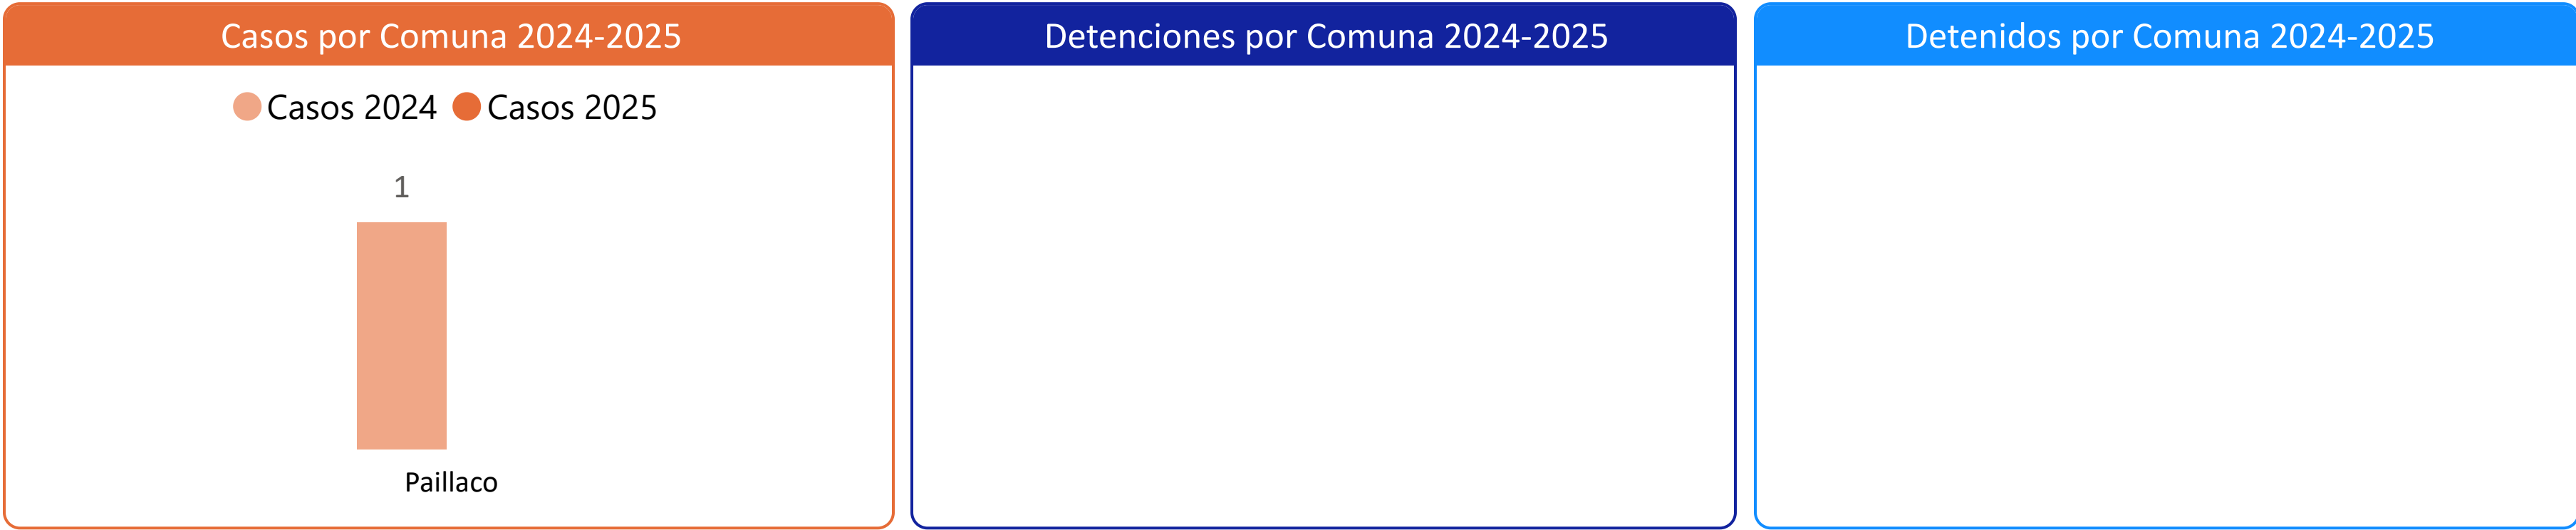 Casos por Comuna 2024-2025
Casos 2024 Casos 2025
1
Paillaco
Detenciones por Comuna 2024-2025
Detenidos por Comuna 2024-2025